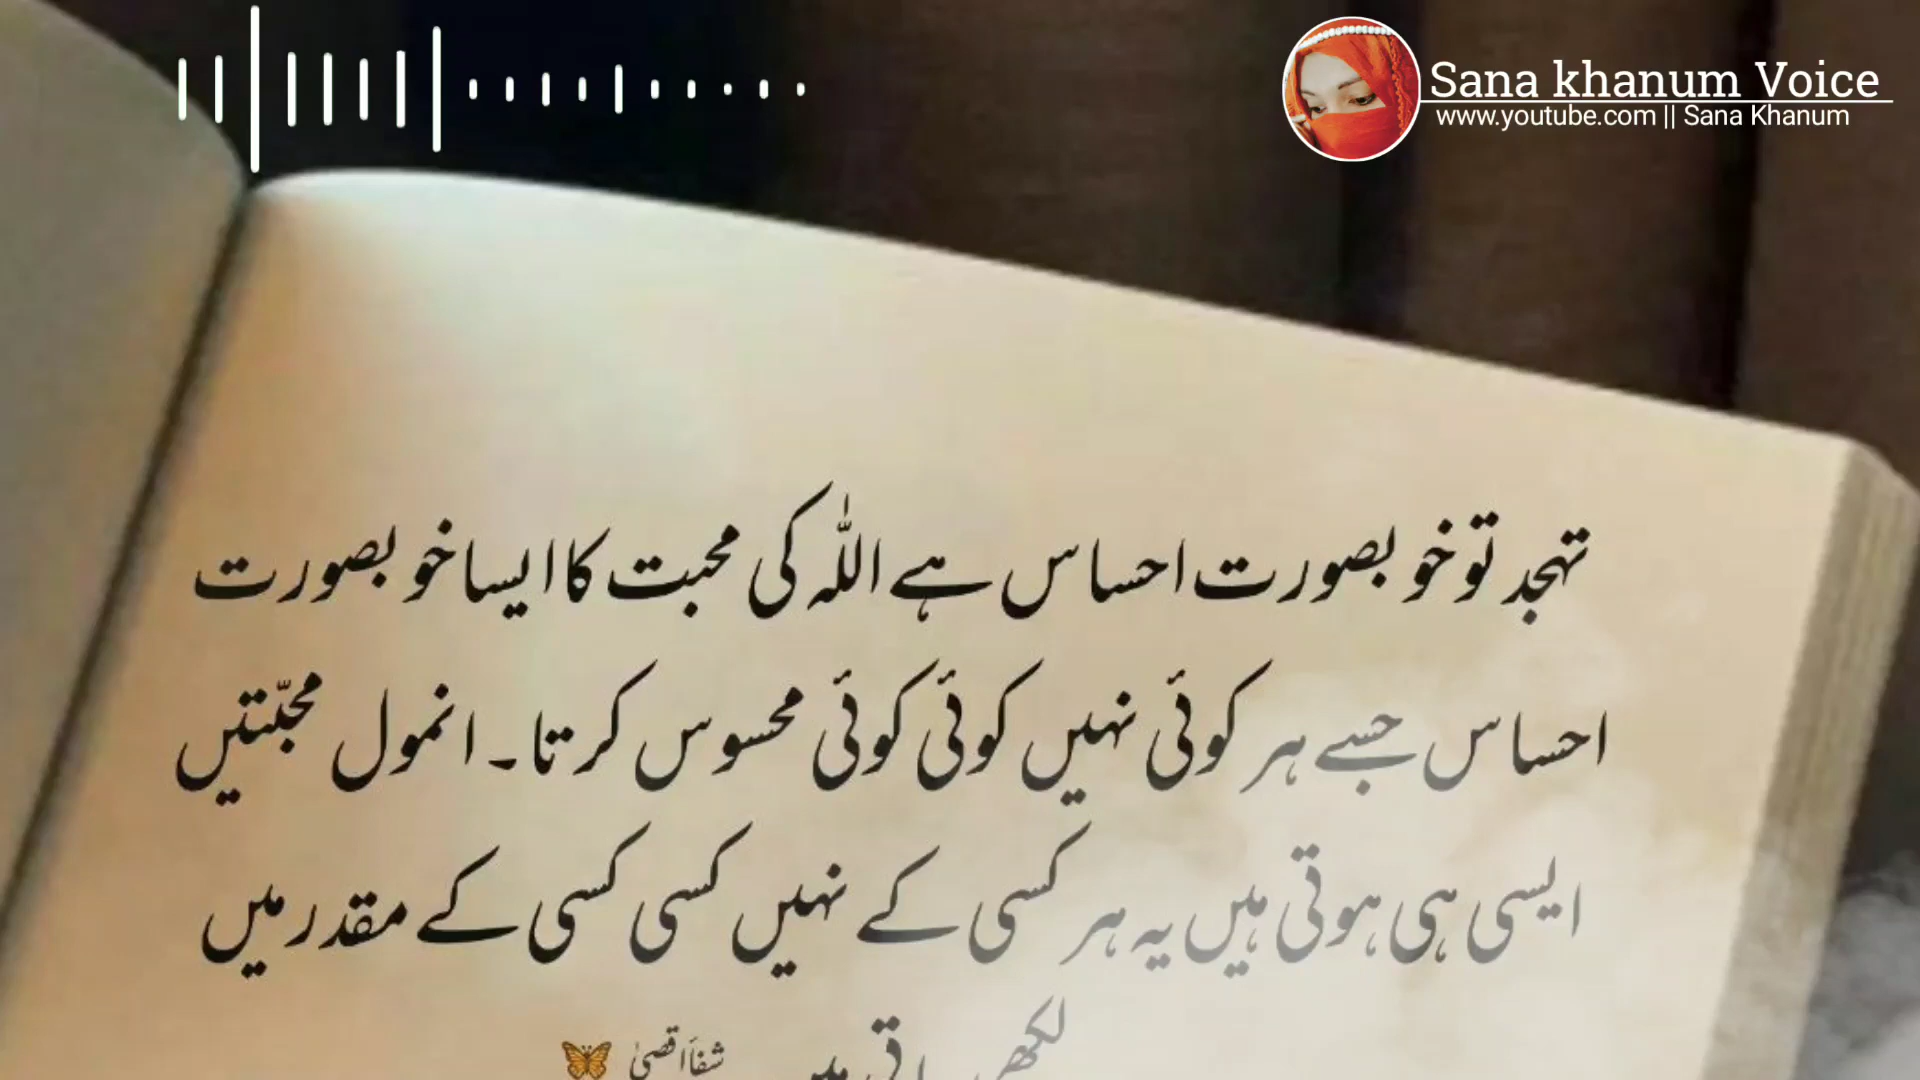 Sana khanum Voice
www.youtube.com || Sana Khanum
تہجد تو خوبصورت احساس ہے اللہ کی محبت کا ایسا خوبصورت
احساس جسے ہر کوئی نہیں کوئی کوئی محسوس کرتا۔ انمول محبّتیں
ایسی ہی ہوتی ہیں یہ ہر کسی کے نہیں کسی کسی کے مقدر میں
لکھی
شفاٱقصیٰ